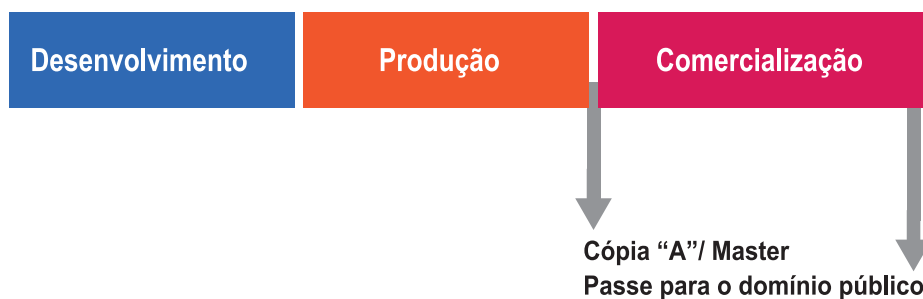 Desenvolvimento
Produção
Comercialização
Cópia “A”/ Master
Passe para o domínio público